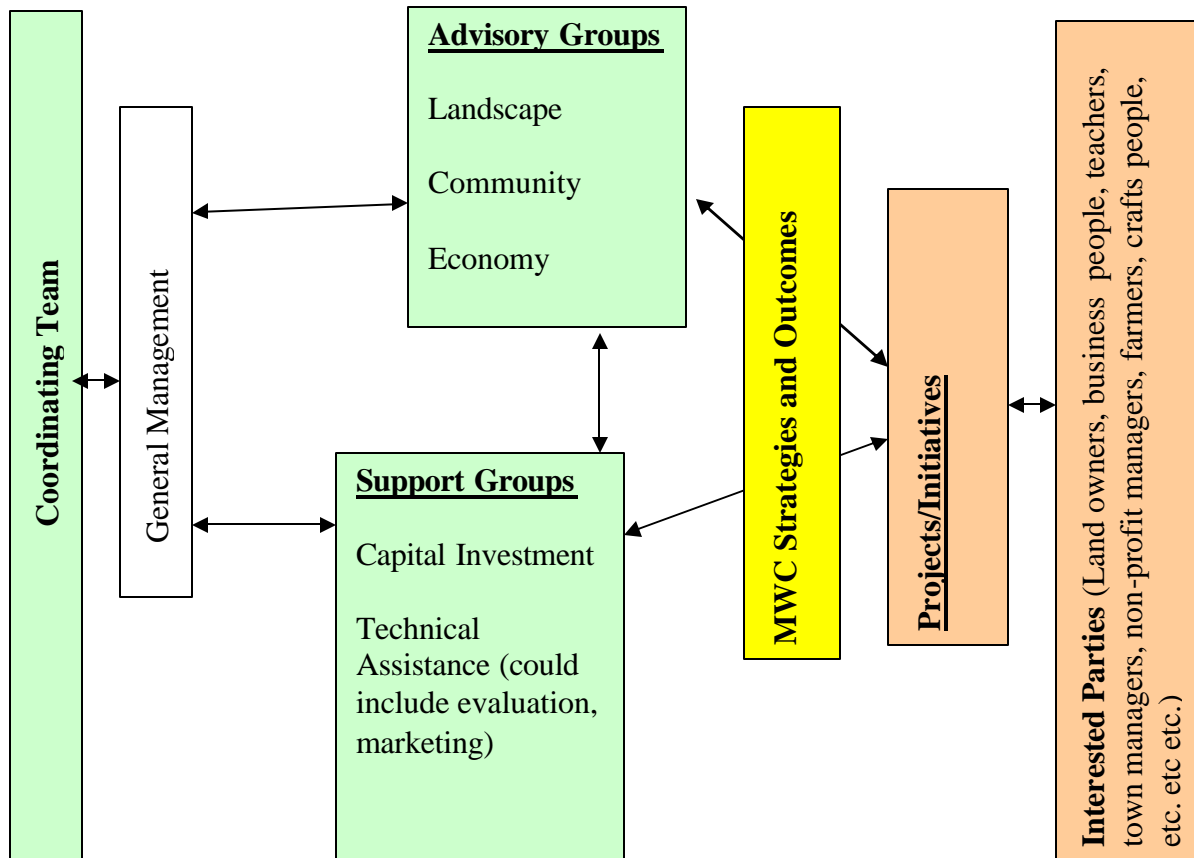 Coordinating Team
General Management
Advisory Groups
Landscape
Community
Economy
Support Groups
Capital Investment
Technical
Assistance (could
include evaluation,
marketing)
MWC Strategies and Outcomes
Projects/Initiatives
Interested Parties (Land owners, business people, teachers,
town managers, non-profit managers, farmers, crafts people,
etc. etc etc.)